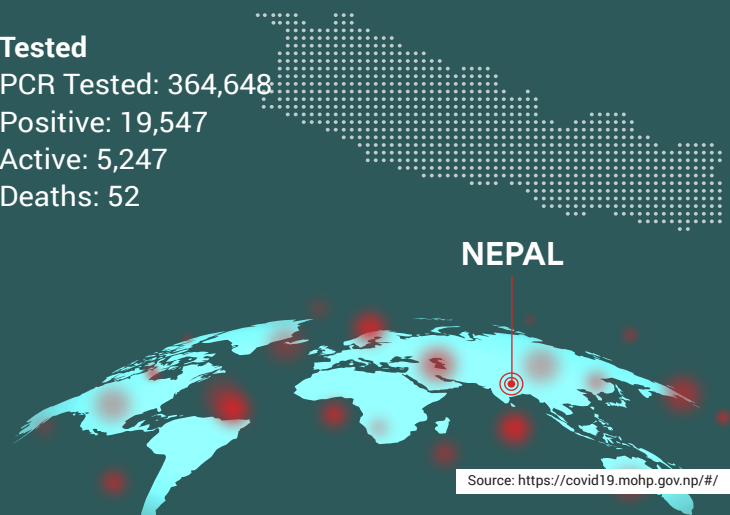 Tested
PCR Tested: 364,648
Positive: 19,547
Active: 5,247
Deaths: 52
NEPAL
Source: https://covid19.mohp.gov.np/#/